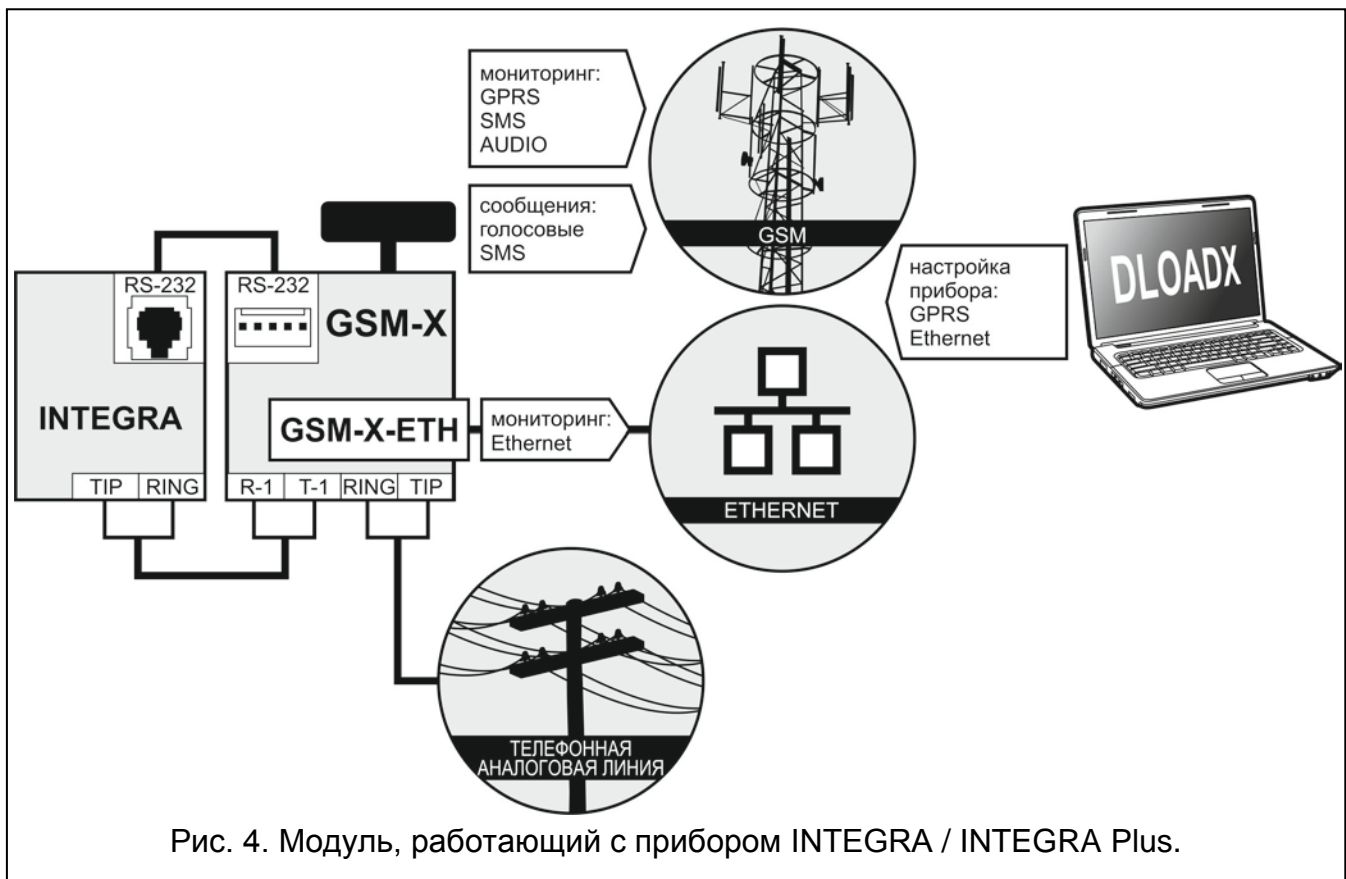 мониторинг:
GPRS
SMS
AUDIO
сообщения:
голосовые
SMS
GSM
настройка
прибора:
GPRS
Ethernet
DLOADX
RS-232
RS-232
GSM-X
INTEGRA
GSM-X-ETH
мониторинг:
Ethernet
TIP RING
R-1 T-1 RING TIP
ETHERNET
ТЕЛЕФОННАЯ
АНАЛОГОВАЯ ЛИНИЯ
Рис. 4. Модуль, работающий с прибором INTEGRA / INTEGRA Plus.